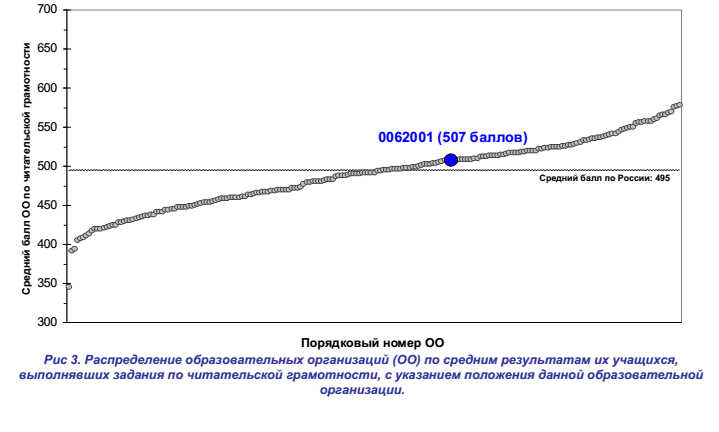 700
650
600
550
500
450
400
350
300
Средний балл ОО по читательской грамотности
0062001 (507 баллов)
Средний балл по России: 495
Порядковый номер ОО
Рис 3. Распределение образовательных организаций (ОО) по средним результатам их учащихся,
выполнявших задания по читательской грамотности, с указанием положения данной образовательной
организации.